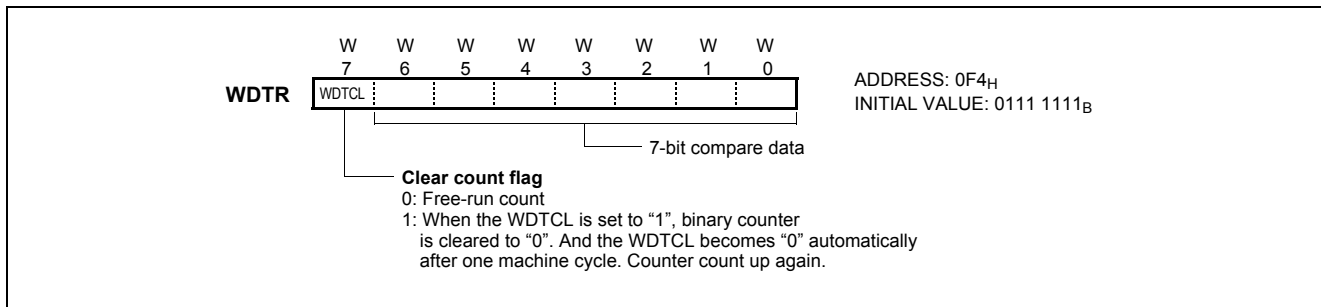 W W W W W W W W
7 6 5 4 3 2 1 0
WDTR WDTCL
ADDRESS: 0F4H
INITIAL VALUE: 0111 1111B
7-bit compare data
Clear count flag
0: Free-run count
1: When the WDTCL is set to “1”, binary counter
is cleared to “0”. And the WDTCL becomes “0” automatically
after one machine cycle. Counter count up again.